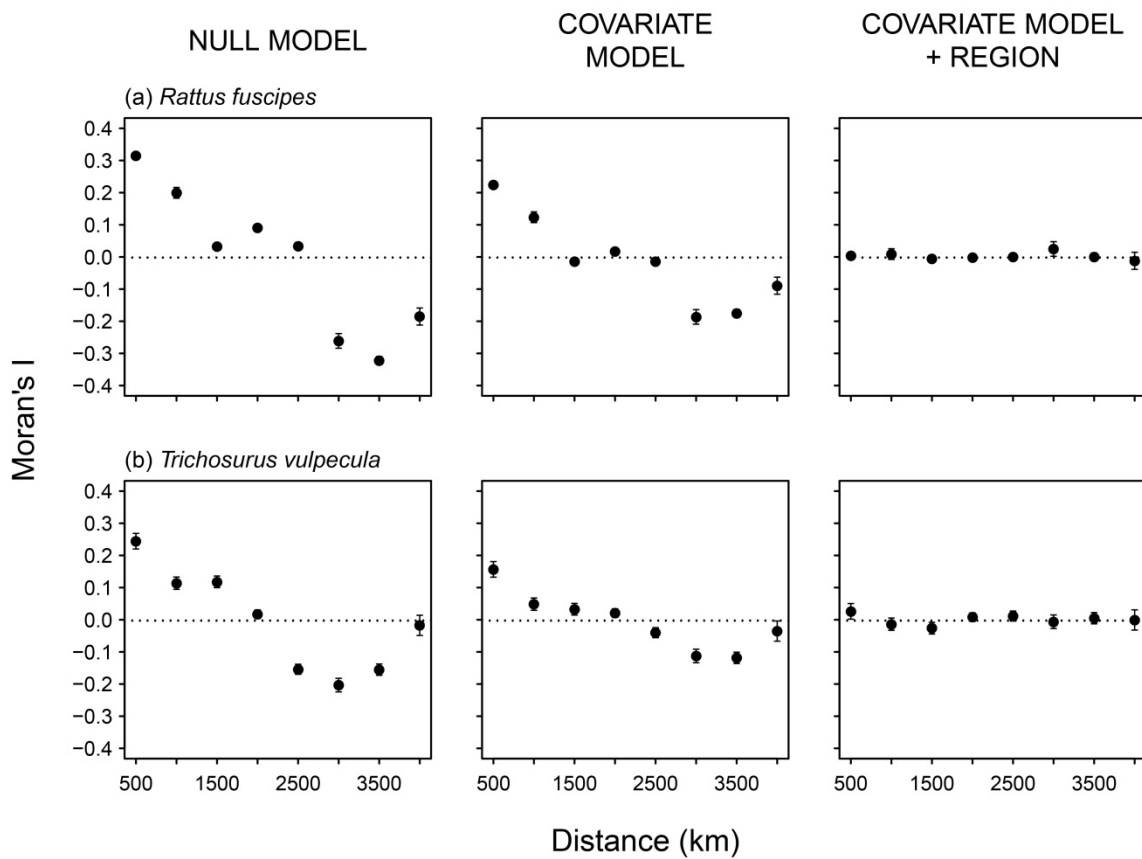 NULL MODEL
COVARIATE
MODEL
COVARIATE MODEL
+ REGION
(a) Rattus fuscipes
0.4
0.3
0.2
0.1
0.0
−0.1
−0.2
−0.3
−0.4
Moran's I
(b) Trichosurus vulpecula
0.4
0.3
0.2
0.1
0.0
−0.1
−0.2
−0.3
−0.4
500 1500 2500 3500
500 1500 2500 3500
500 1500 2500 3500
Distance (km)